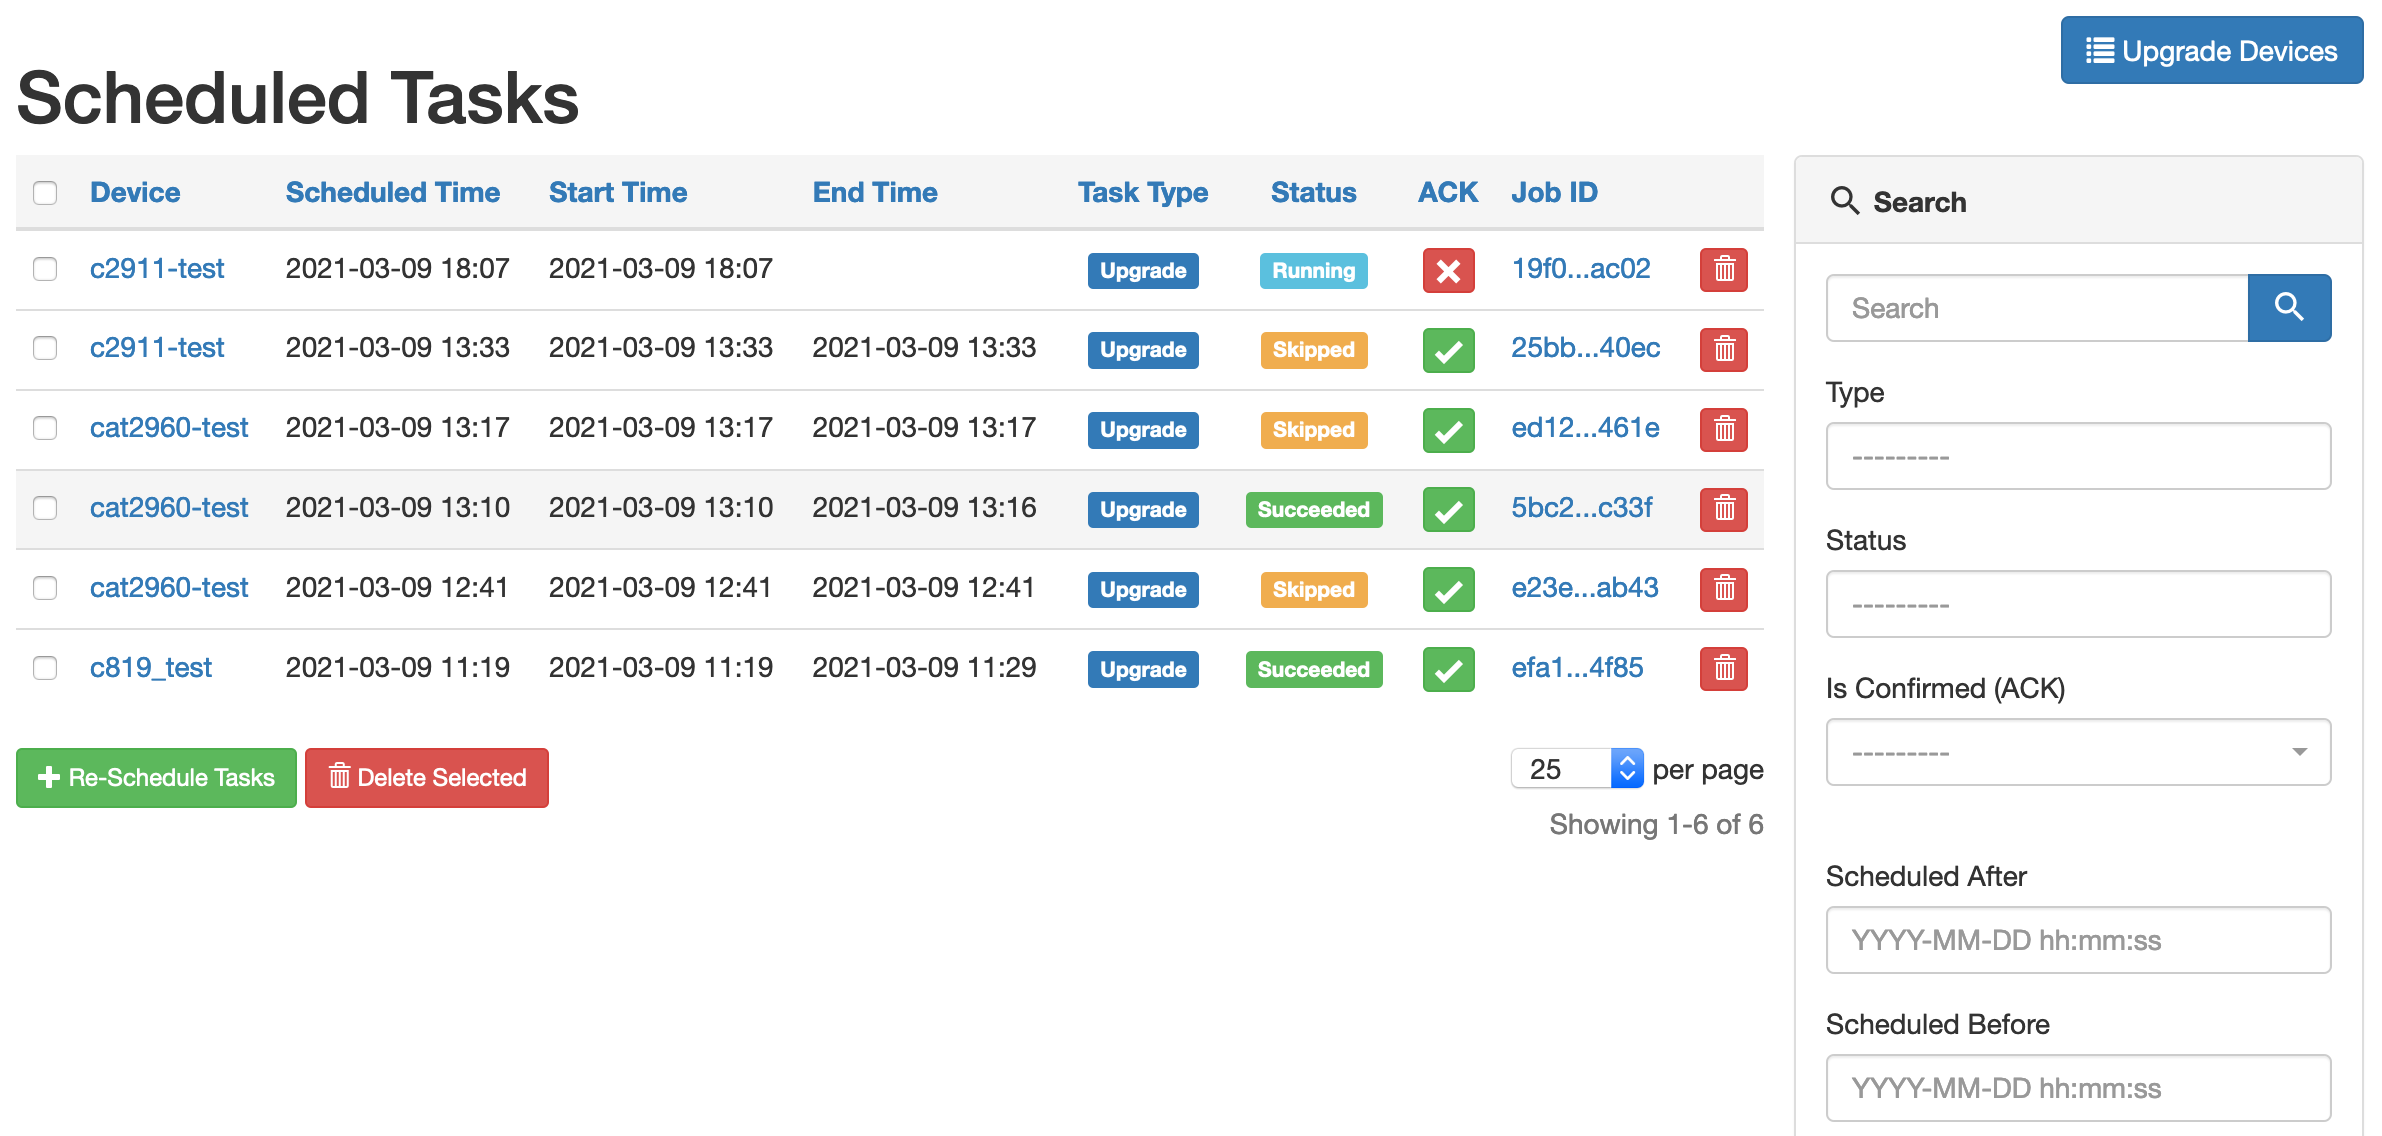 Upgrade Devices
Scheduled Tasks
Device Scheduled Time Start Time End Time Task Type Status ACK Job ID
c2911-test 2021-03-09 18:07 2021-03-09 18:07 Upgrade Running 19f0...ac02
c2911-test 2021-03-09 13:33 2021-03-09 13:33 2021-03-09 13:33 Upgrade Skipped 25bb...40ec
cat2960-test 2021-03-09 13:17 2021-03-09 13:17 2021-03-09 13:17 Upgrade Skipped ed12...461e
cat2960-test 2021-03-09 13:10 2021-03-09 13:10 2021-03-09 13:16 Upgrade Succeeded 5bc2...c33f
cat2960-test 2021-03-09 12:41 2021-03-09 12:41 2021-03-09 12:41 Upgrade Skipped e23e...ab43
c819_test 2021-03-09 11:19 2021-03-09 11:19 2021-03-09 11:29 Upgrade Succeeded efa1...4f85
Re-Schedule Tasks Delete Selected
25 per page
Showing 1-6 of 6
Search
Search
Type
---------
Status
---------
Is Confirmed (ACK)
---------
Scheduled After
YYYY-MM-DD hh:mm:ss
Scheduled Before
YYYY-MM-DD hh:mm:ss